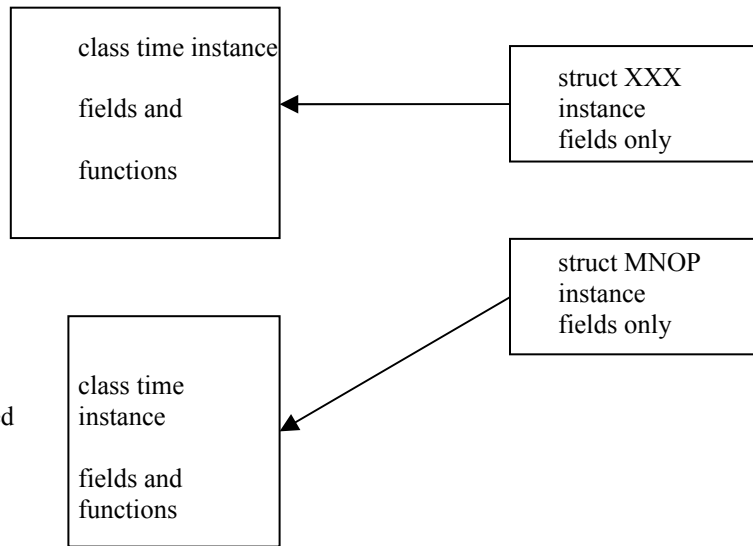 class time instance
fields and
functions
struct XXX
instance
fields only
struct MNOP
instance
fields only
class time
instance
fields and
functions